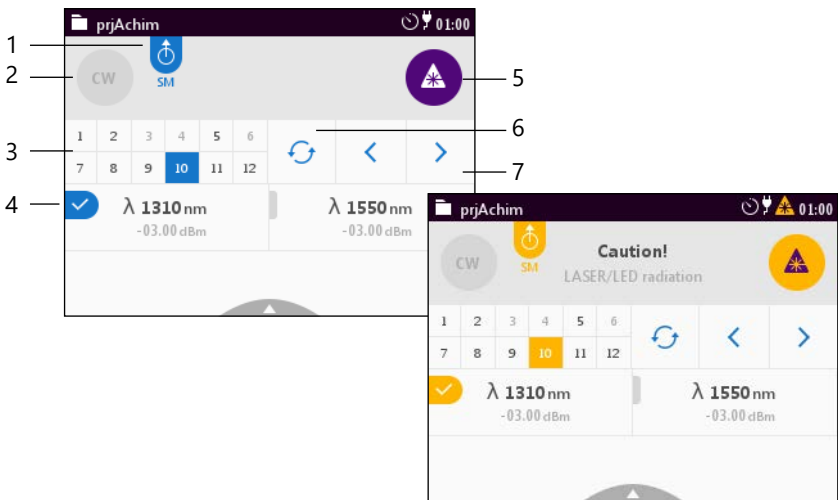 prjAchim 01:00
1
2
3
4
5
6
7
CW
SM
1 2 3 4 5 6
7 8 9 10 11 12
λ 1310 nm λ 1550 nm
-03.00 dBm -03.00 dBm
prjAchim 01:00
CW
SM
Caution!
LASER/LED radiation
1 2 3 4 5 6
7 8 9 10 11 12
λ 1310 nm λ 1550 nm
-03.00 dBm -03.00 dBm